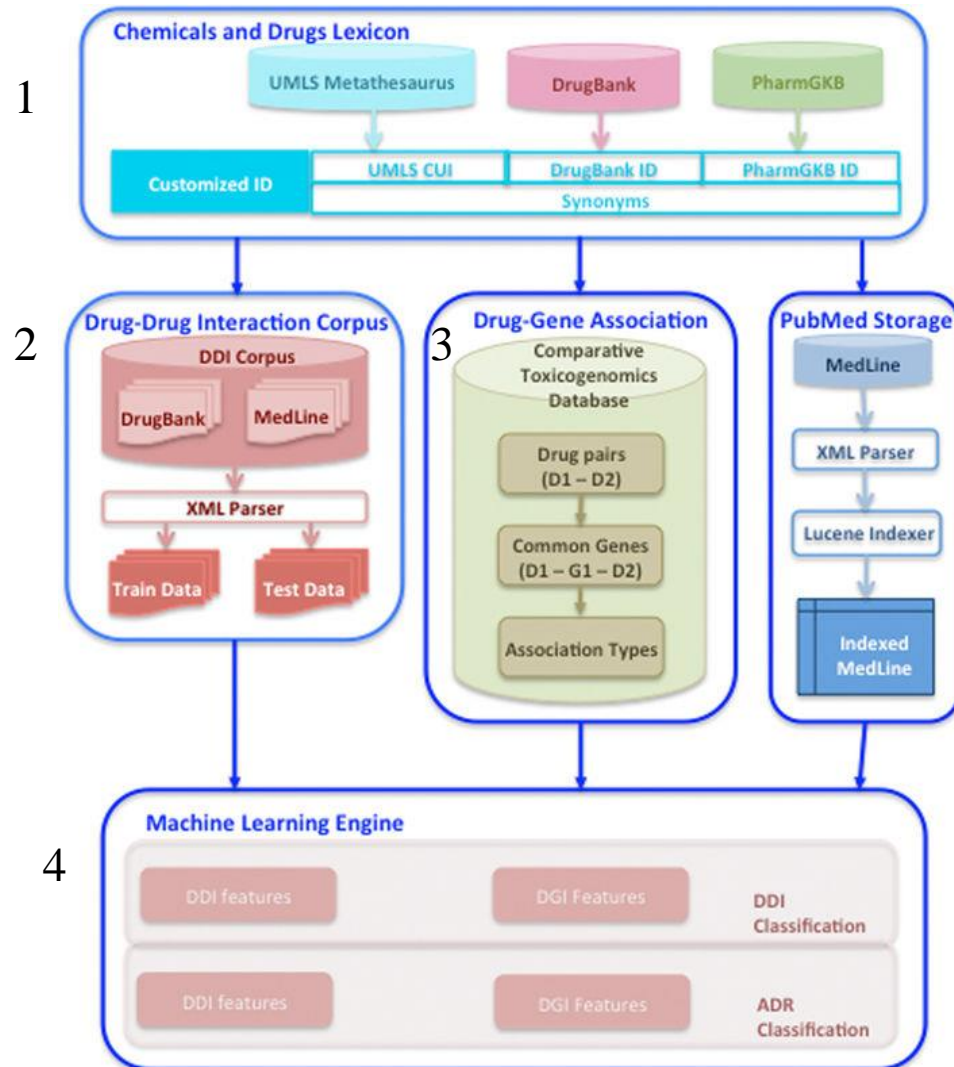 Chemicals and Drugs Lexicon
1
UMLS Metathesaurus
DrugBank
PharmGKB
Customized ID
UMLS CUI
DrugBank ID
PharmGKB ID
Synonyms
2
Drug-Drug Interaction Corpus
DDI Corpus
DrugBank
MedLine
XML Parser
Train Data
Test Data
3
Drug-Gene Association
Comparative
Toxicogenomics
Database
Drug pairs
(D1 – D2)
Common Genes
(D1 – G1 – D2)
Association Types
PubMed Storage
MedLine
XML Parser
Lucene Indexer
Indexed
MedLine
4
Machine Learning Engine
DDI features
DGI Features
DDI
Classification
DDI features
DGI Features
ADR
Classification